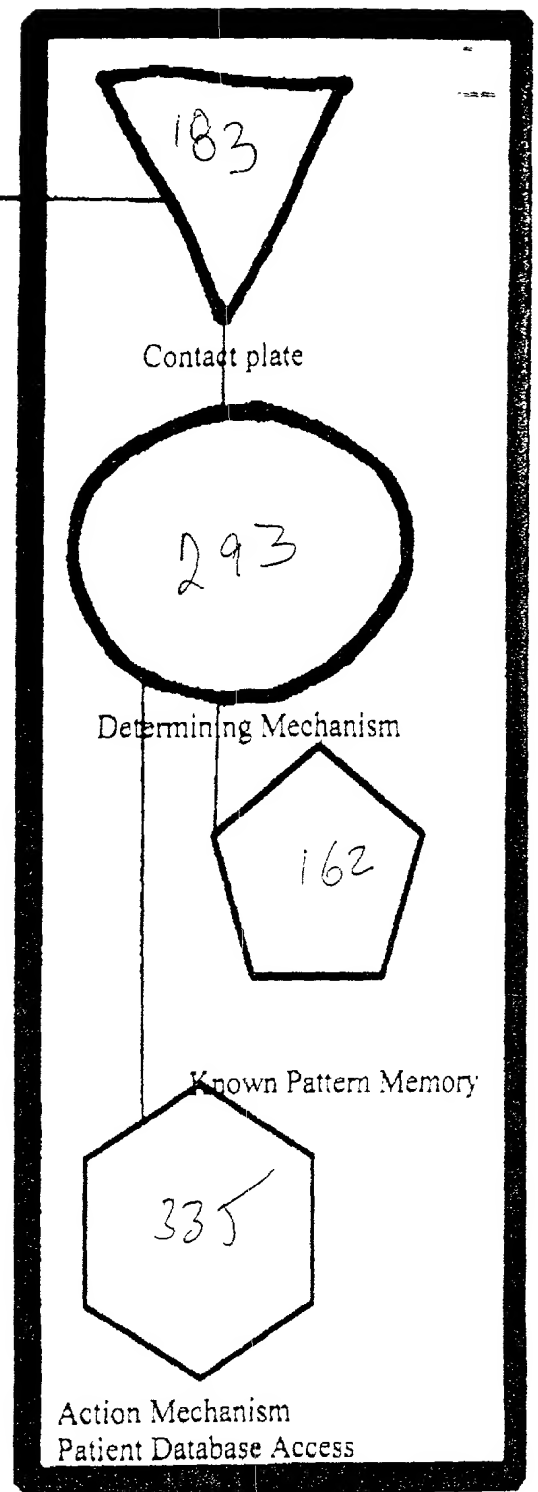 183
Contact plate
293
Determining Mechanism
162
Known Pattern Memory
335
Action Mechanism
Patient Database Access